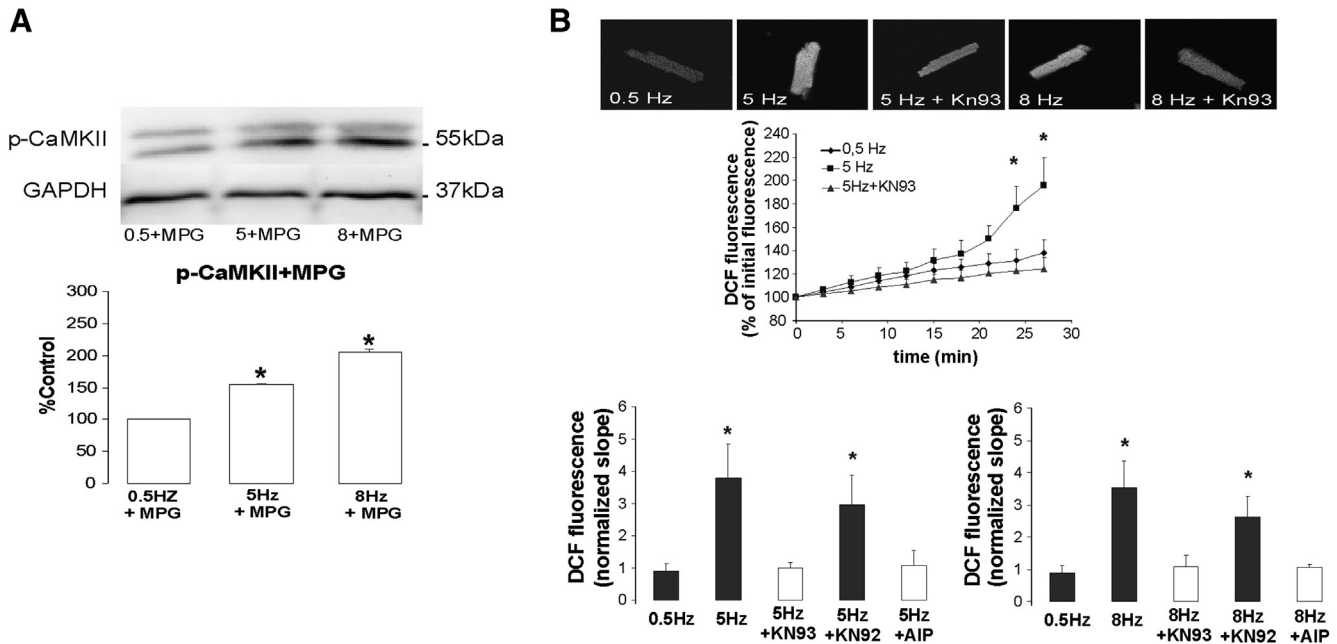 A
p-CaMKII
55kDa
GAPDH
37kDa
0.5+MPG 5+MPG 8+MPG
p-CaMKII+MPG
%Control
300
250
200
150
100
50
0
*
*
0.5HZ + MPG
5Hz + MPG
8Hz + MPG
B
0.5 Hz
5 Hz
5 Hz + Kn93
8 Hz
8 Hz + Kn93
DCF fluorescence
(% of initial fluorescence)
240
220
200
180
160
140
120
100
80
0,5 Hz
5 Hz
5Hz+KN93
*
*
0 5 10 15 20 25 30
time (min)
DCF fluorescence
(normalized slope)
6
5
4
3
2
1
0
*
*
0.5Hz
5Hz
5Hz +KN93
5Hz +KN92
5Hz +AIP
DCF fluorescence
(normalized slope)
6
5
4
3
2
1
0
*
*
0.5Hz
8Hz
8Hz +KN93
8Hz +KN92
8Hz +AIP